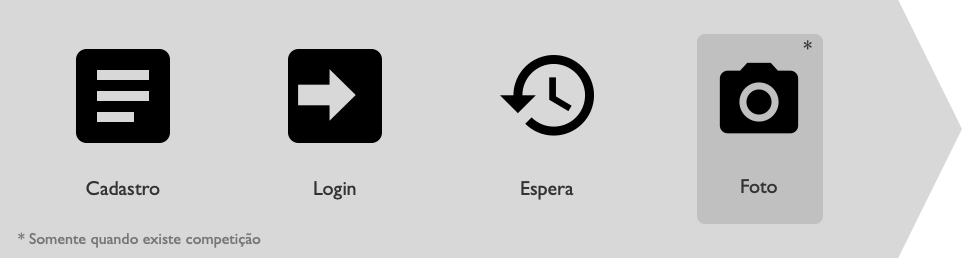 *
Cadastro
Login
Espera
Foto
* Somente quando existe competição